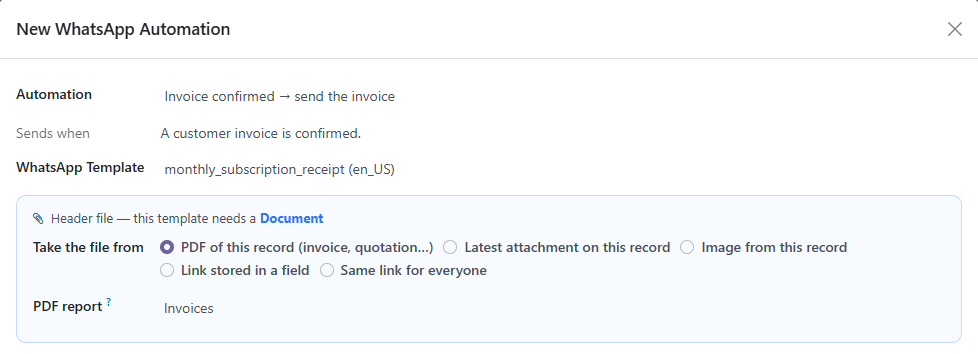 New WhatsApp Automation
Automation Invoice confirmed → send the invoice
Sends when A customer invoice is confirmed.
WhatsApp Template monthly_subscription_receipt (en_US)
Header file — this template needs a Document
Take the file from PDF of this record (invoice, quotation...) Latest attachment on this record Image from this record
Link stored in a field Same link for everyone
PDF report ? Invoices